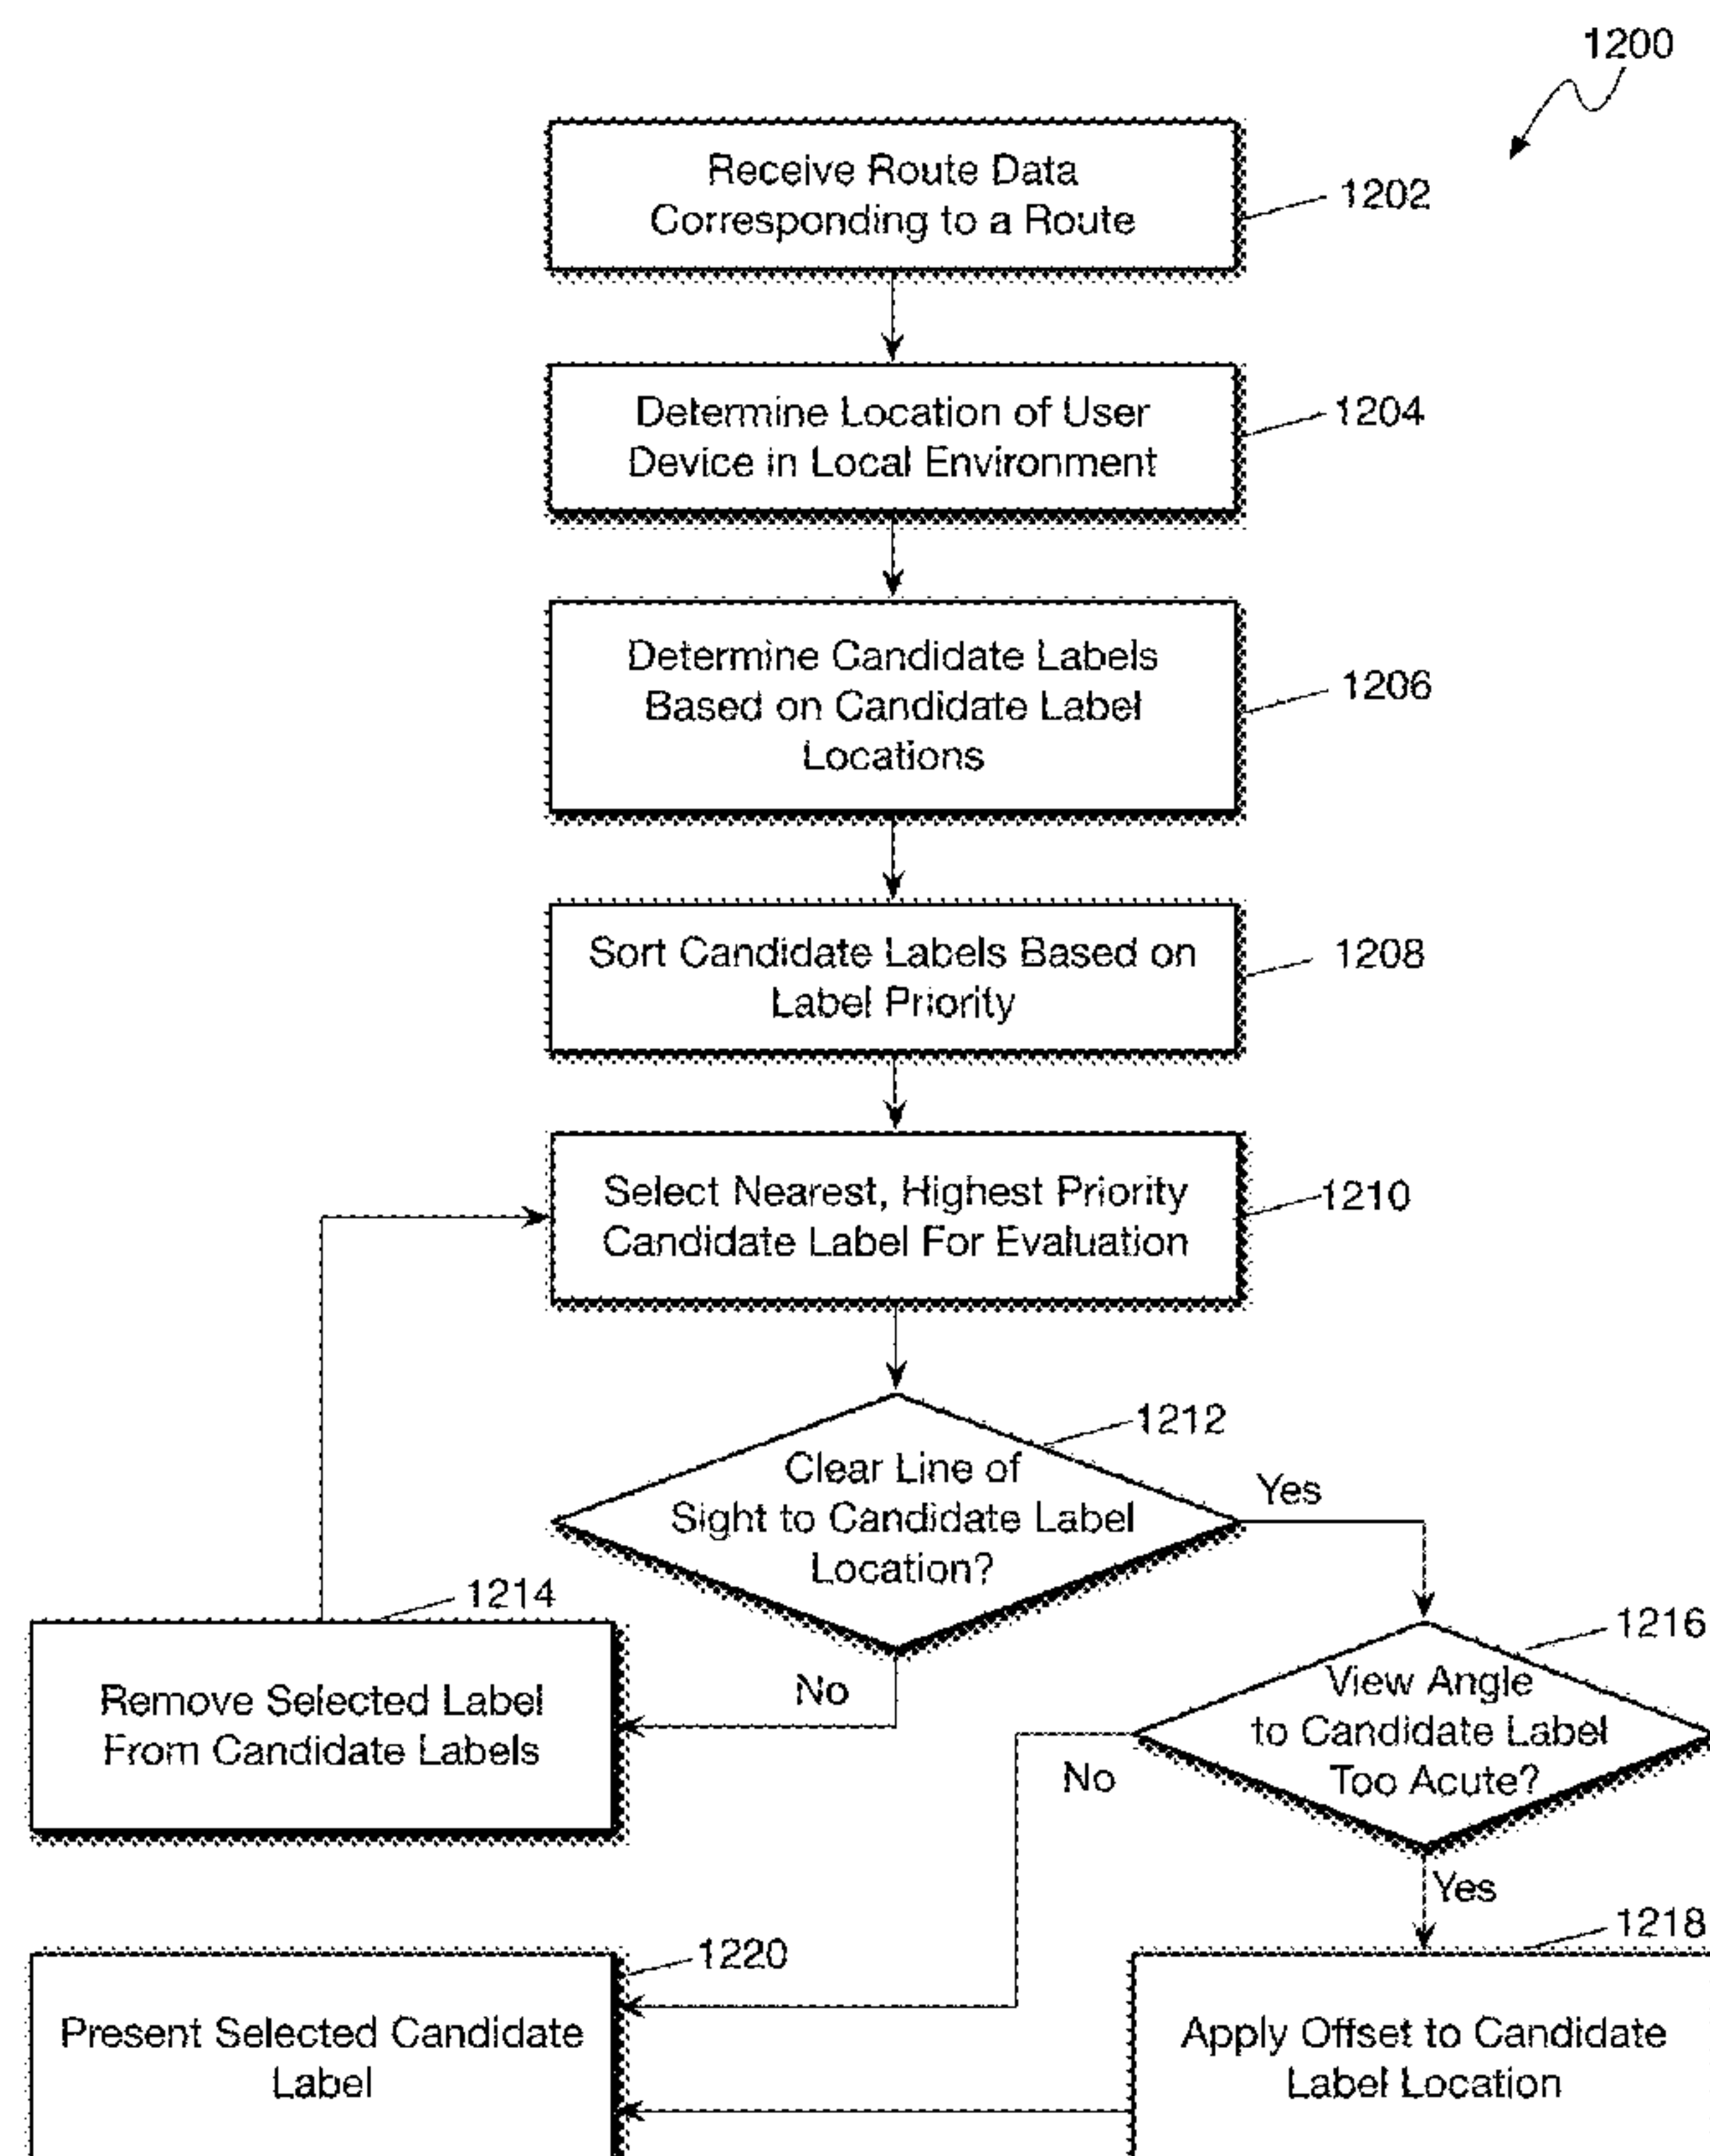 1200
Receive Route Data
Corresponding to a Route
1202
Determine Location of User
Device in Local Environment
1204
Determine Candidate Labels
Based on Candidate Label
Locations
1206
Sort Candidate Labels Based on
Label Priority
1208
Select Nearest, Highest Priority
Candidate Label For Evaluation
1210
Clear Line of
Sight to Candidate Label
Location?
1212
Yes
No
Remove Selected Label
From Candidate Labels
1214
View Angle
to Candidate Label
Too Acute?
1216
No
Yes
Apply Offset to Candidate
Label Location
1218
Present Selected Candidate
Label
1220